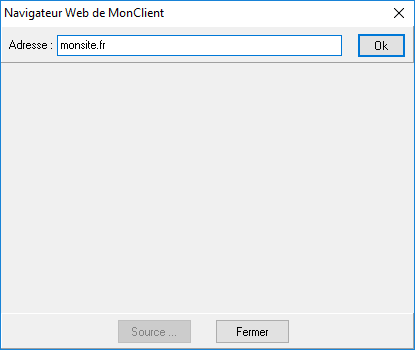 Navigateur Web de MonClient
Adresse : monsite.fr Ok
Source ... Fermer